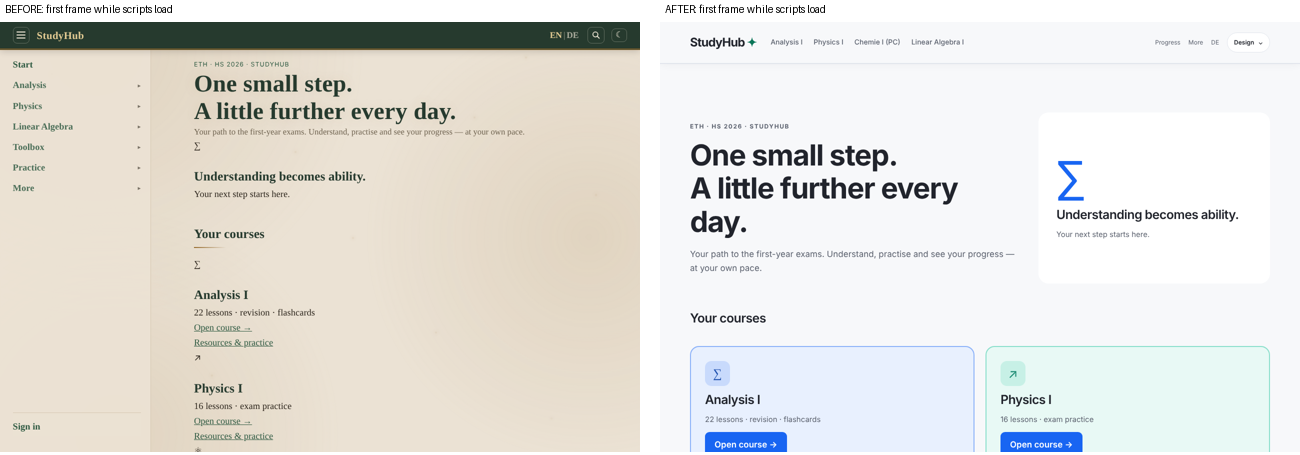 BEFORE: first frame while scripts load
StudyHub
EN | DE
Start
Analysis
Physics
Linear Algebra
Toolbox
Practice
More
Sign in
ETH · HS 2026 · STUDYHUB
One small step.
A little further every day.
Your path to the first-year exams. Understand, practise and see your progress — at your own pace.
∑
Understanding becomes ability.
Your next step starts here.
Your courses
∑
Analysis I
22 lessons · revision · flashcards
Open course →
Resources & practice
↗
Physics I
16 lessons · exam practice
Open course →
Resources & practice
AFTER: first frame while scripts load
StudyHub
Analysis I
Physics I
Chemie I (PC)
Linear Algebra I
Progress
More
DE
Design
ETH · HS 2026 · STUDYHUB
One small step.
A little further every
day.
Your path to the first-year exams. Understand, practise and see your progress —
at your own pace.
∑
Understanding becomes ability.
Your next step starts here.
Your courses
∑
Analysis I
22 lessons · revision · flashcards
Open course →
↗
Physics I
16 lessons · exam practice
Open course →